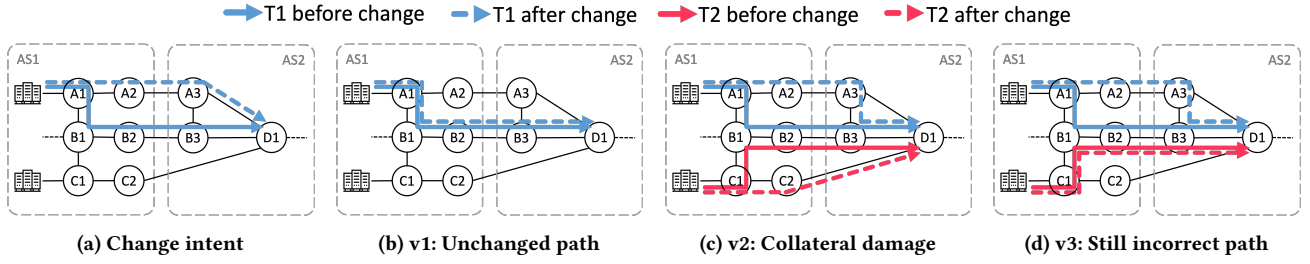 T1 before change T1 after change T2 before change T2 after change
AS1 AS2
A1 A2 A3
B1 B2 B3 D1
C1 C2
(a) Change intent
AS1 AS2
A1 A2 A3
B1 B2 B3 D1
C1 C2
(b) v1: Unchanged path
AS1 AS2
A1 A2 A3
B1 B2 B3 D1
C1 C2
(c) v2: Collateral damage
AS1 AS2
A1 A2 A3
B1 B2 B3 D1
C1 C2
(d) v3: Still incorrect path